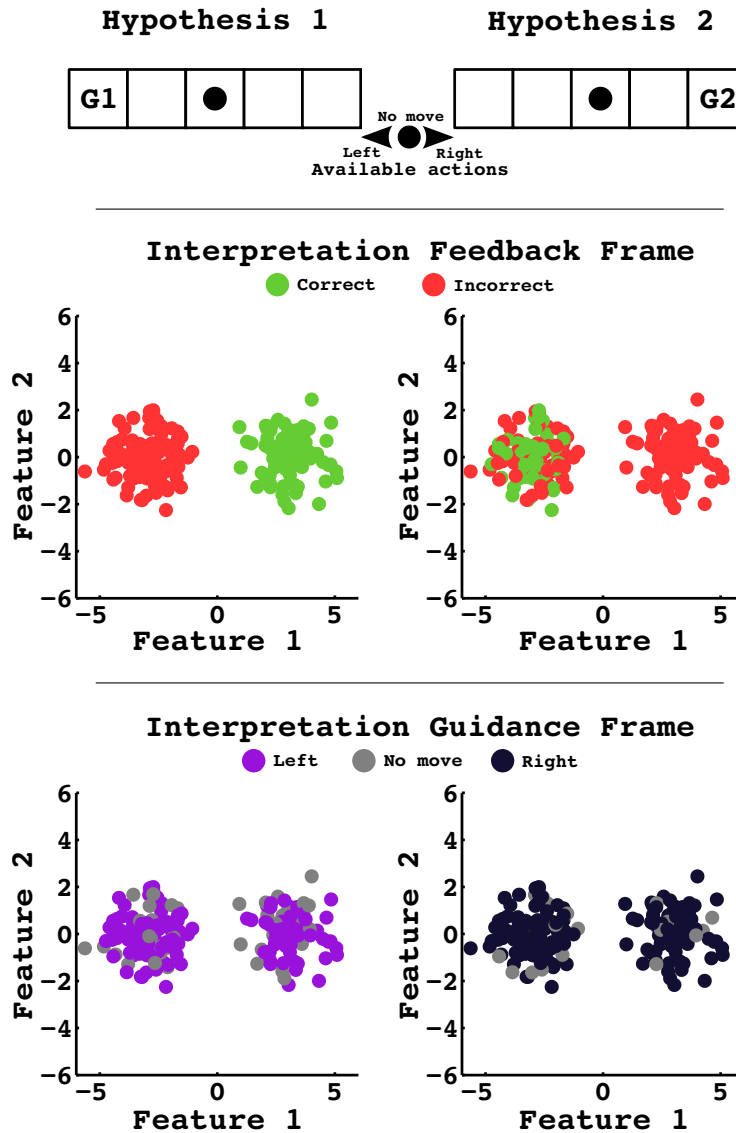 Hypothesis 1 Hypothesis 2
G1 G2
No move
Left Right
Available actions
Interpretation Feedback Frame
Correct Incorrect
6 6
4 4
2 2
0 0
−2 −2
−4 −4
−6 −6
Feature 2 Feature 2
−5 0 5 −5 0 5
Feature 1 Feature 1
Interpretation Guidance Frame
Left No move Right
6 6
4 4
2 2
0 0
−2 −2
−4 −4
−6 −6
Feature 2 Feature 2
−5 0 5 −5 0 5
Feature 1 Feature 1